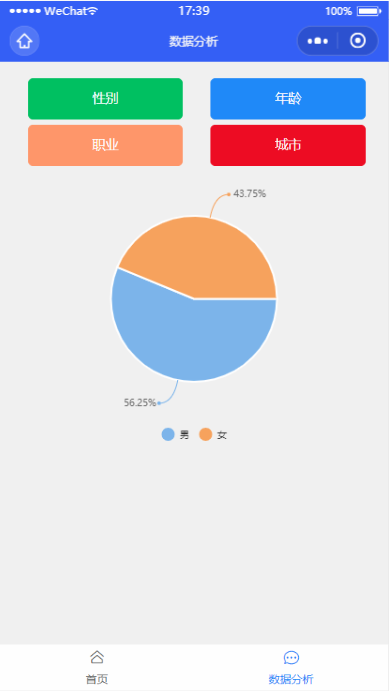 WeChat 17:39 100%
数据分析
性别 年龄
职业 城市
43.75%
56.25%
男 女
首页 数据分析